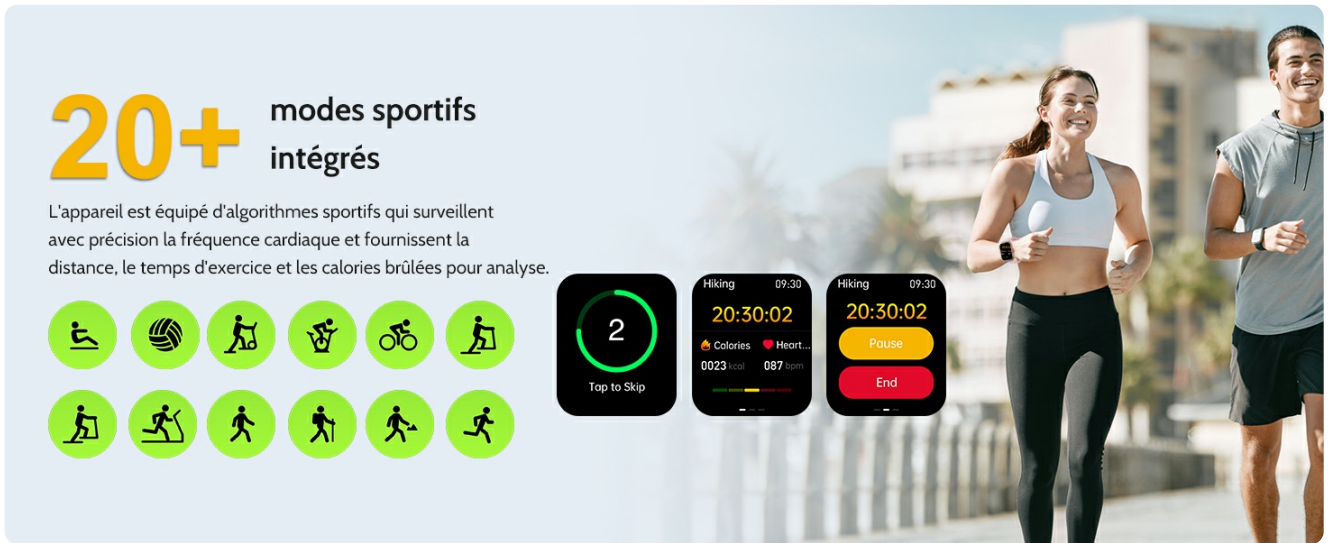 20+
modes sportifs
intégrés
L'appareil est équipé d'algorithmes sportifs qui surveillent
avec précision la fréquence cardiaque et fournissent la
distance, le temps d'exercice et les calories brûlées pour analyse.
2
Tap to Skip
Hiking 09:30
20:30:02
Calories Heart...
0023 kcal 087 bpm
Hiking 09:30
20:30:02
Pause
End